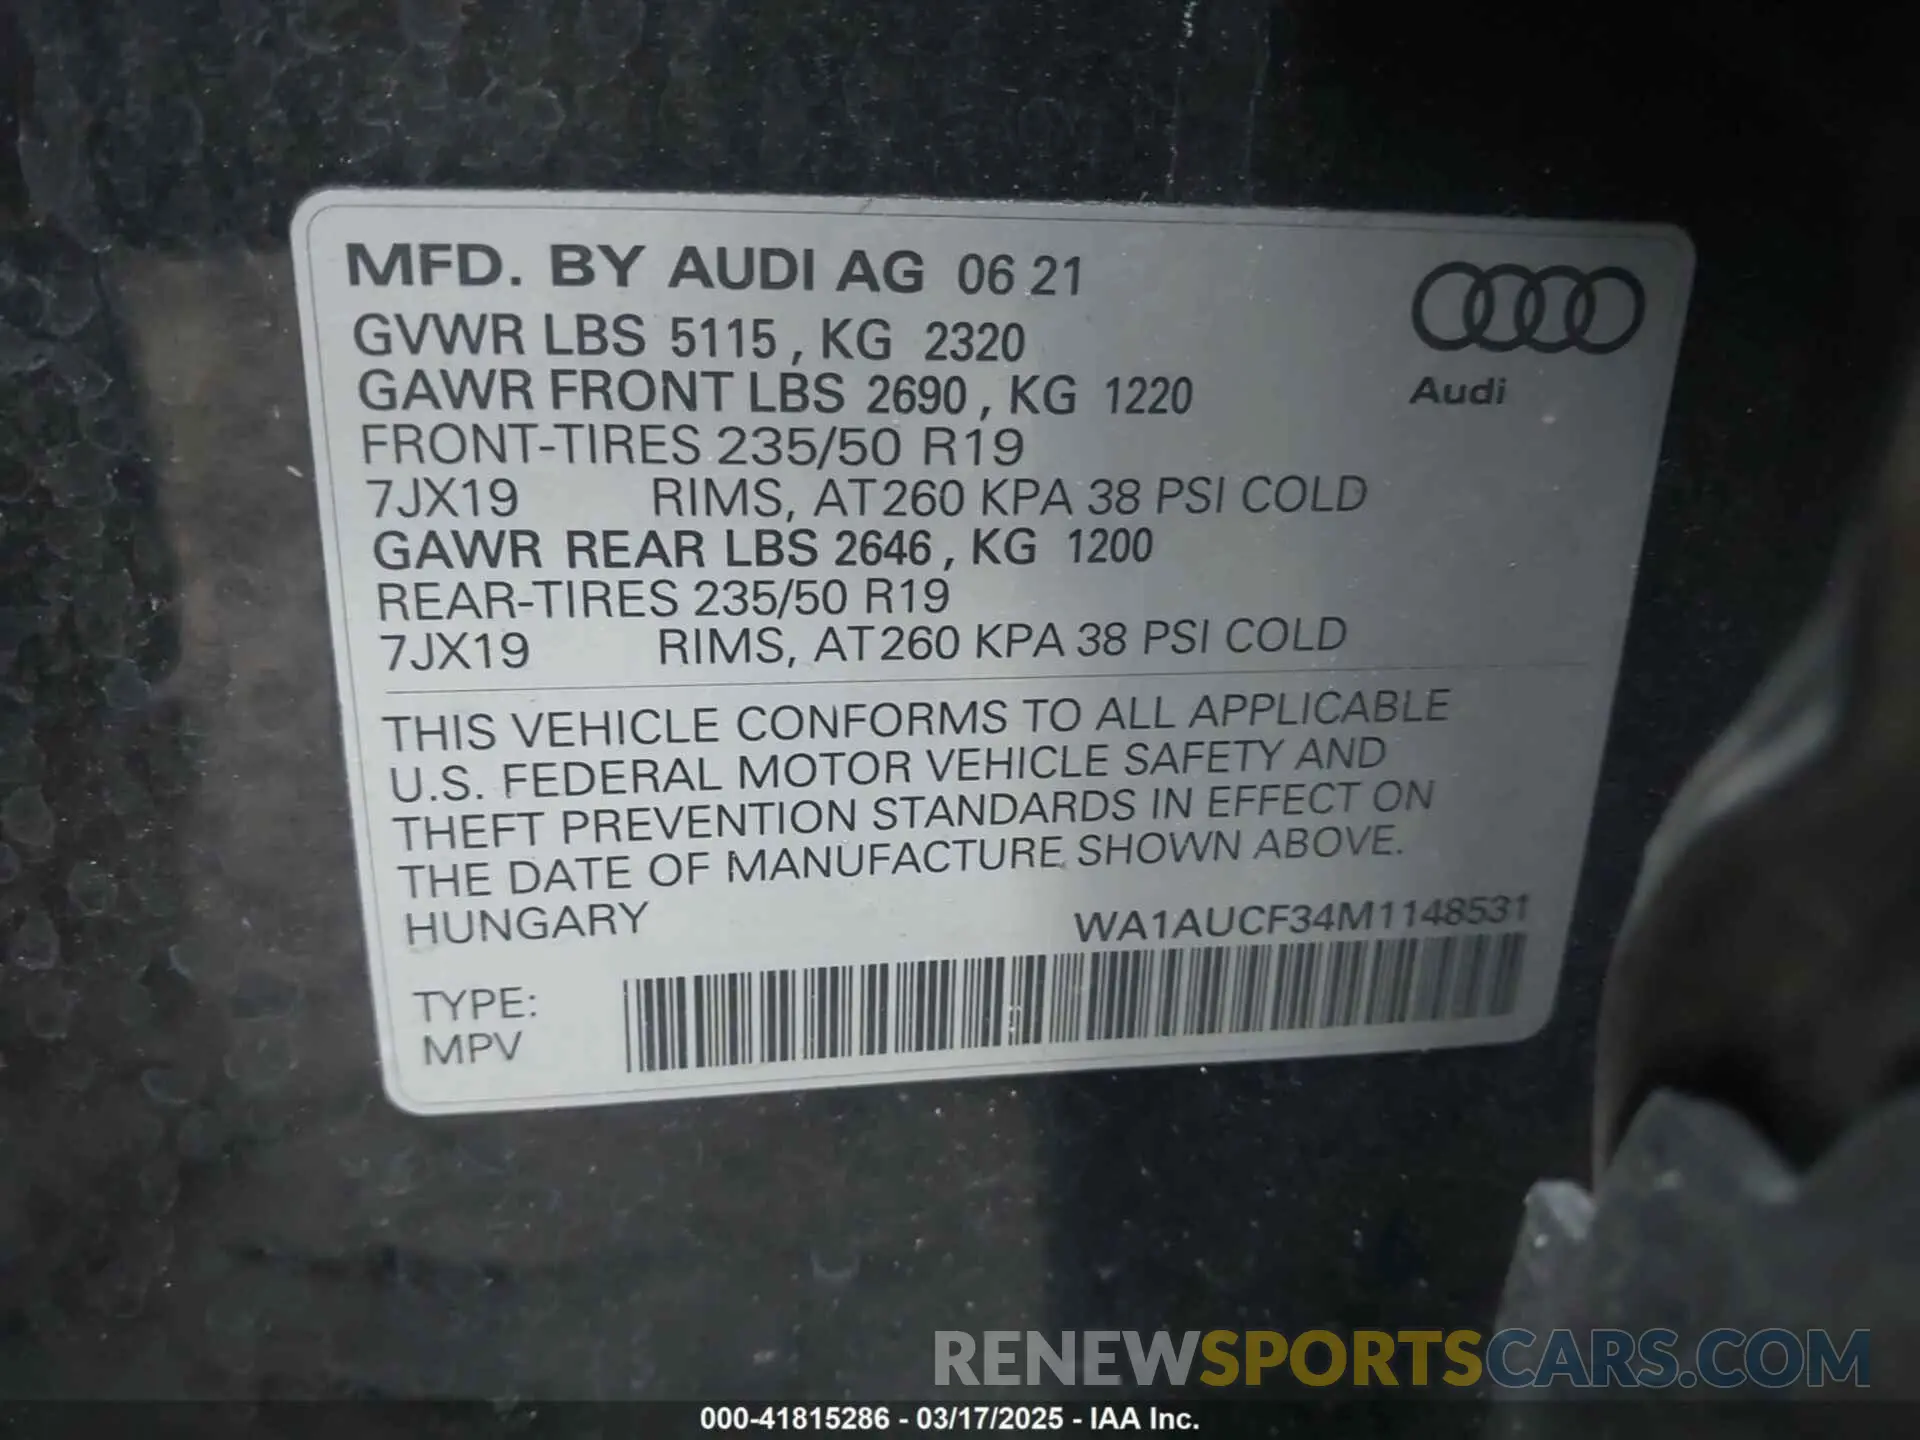 MFD. BY AUDI AG 06 21
GVWR LBS 5115, KG 2320
GAWR FRONT LBS 2690, KG 1220
Audi
FRONT-TIRES 235/50 R19
7JX19 RIMS, AT 260 KPA 38 PSI COLD
GAWR REAR LBS 2646, KG 1200
REAR-TIRES 235/50 R19
7JX19 RIMS, AT 260 KPA 38 PSI COLD
THIS VEHICLE CONFORMS TO ALL APPLICABLE
U.S. FEDERAL MOTOR VEHICLE SAFETY AND
THEFT PREVENTION STANDARDS IN EFFECT ON
THE DATE OF MANUFACTURE SHOWN ABOVE.
HUNGARY WA1AUCF34M1148531
TYPE:
MPV
RENEWSPORTSCARS.COM
000-41815286 - 03/17/2025 - IAA Inc.